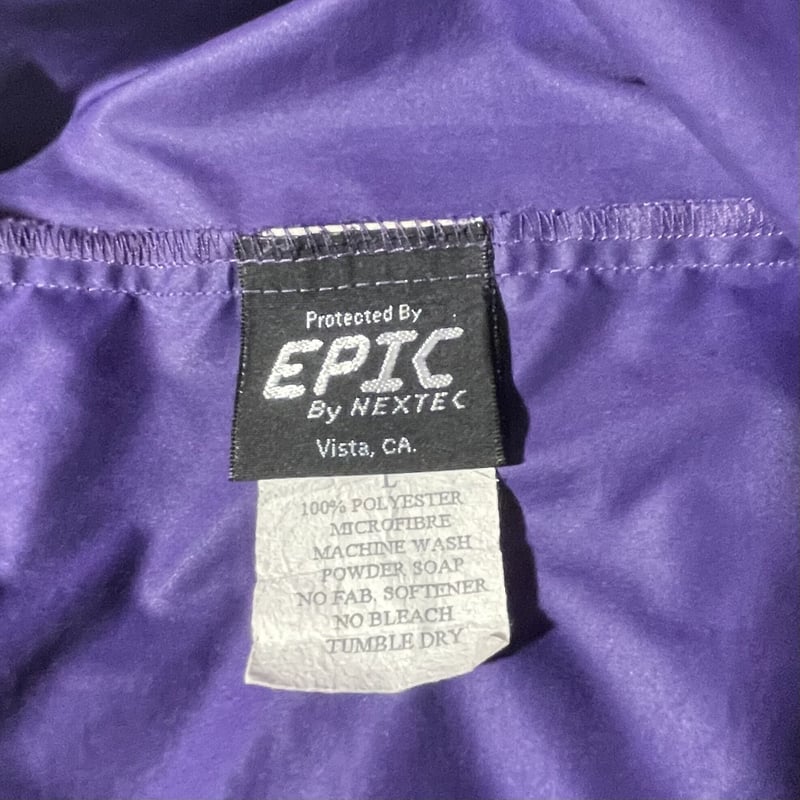 Protected By
EPIC
By NEXTEC
Vista, CA.
L
100% POLYESTER
MICROFIBRE
MACHINE WASH
POWDER SOAP
NO FAB. SOFTENER
NO BLEACH
TUMBLE DRY